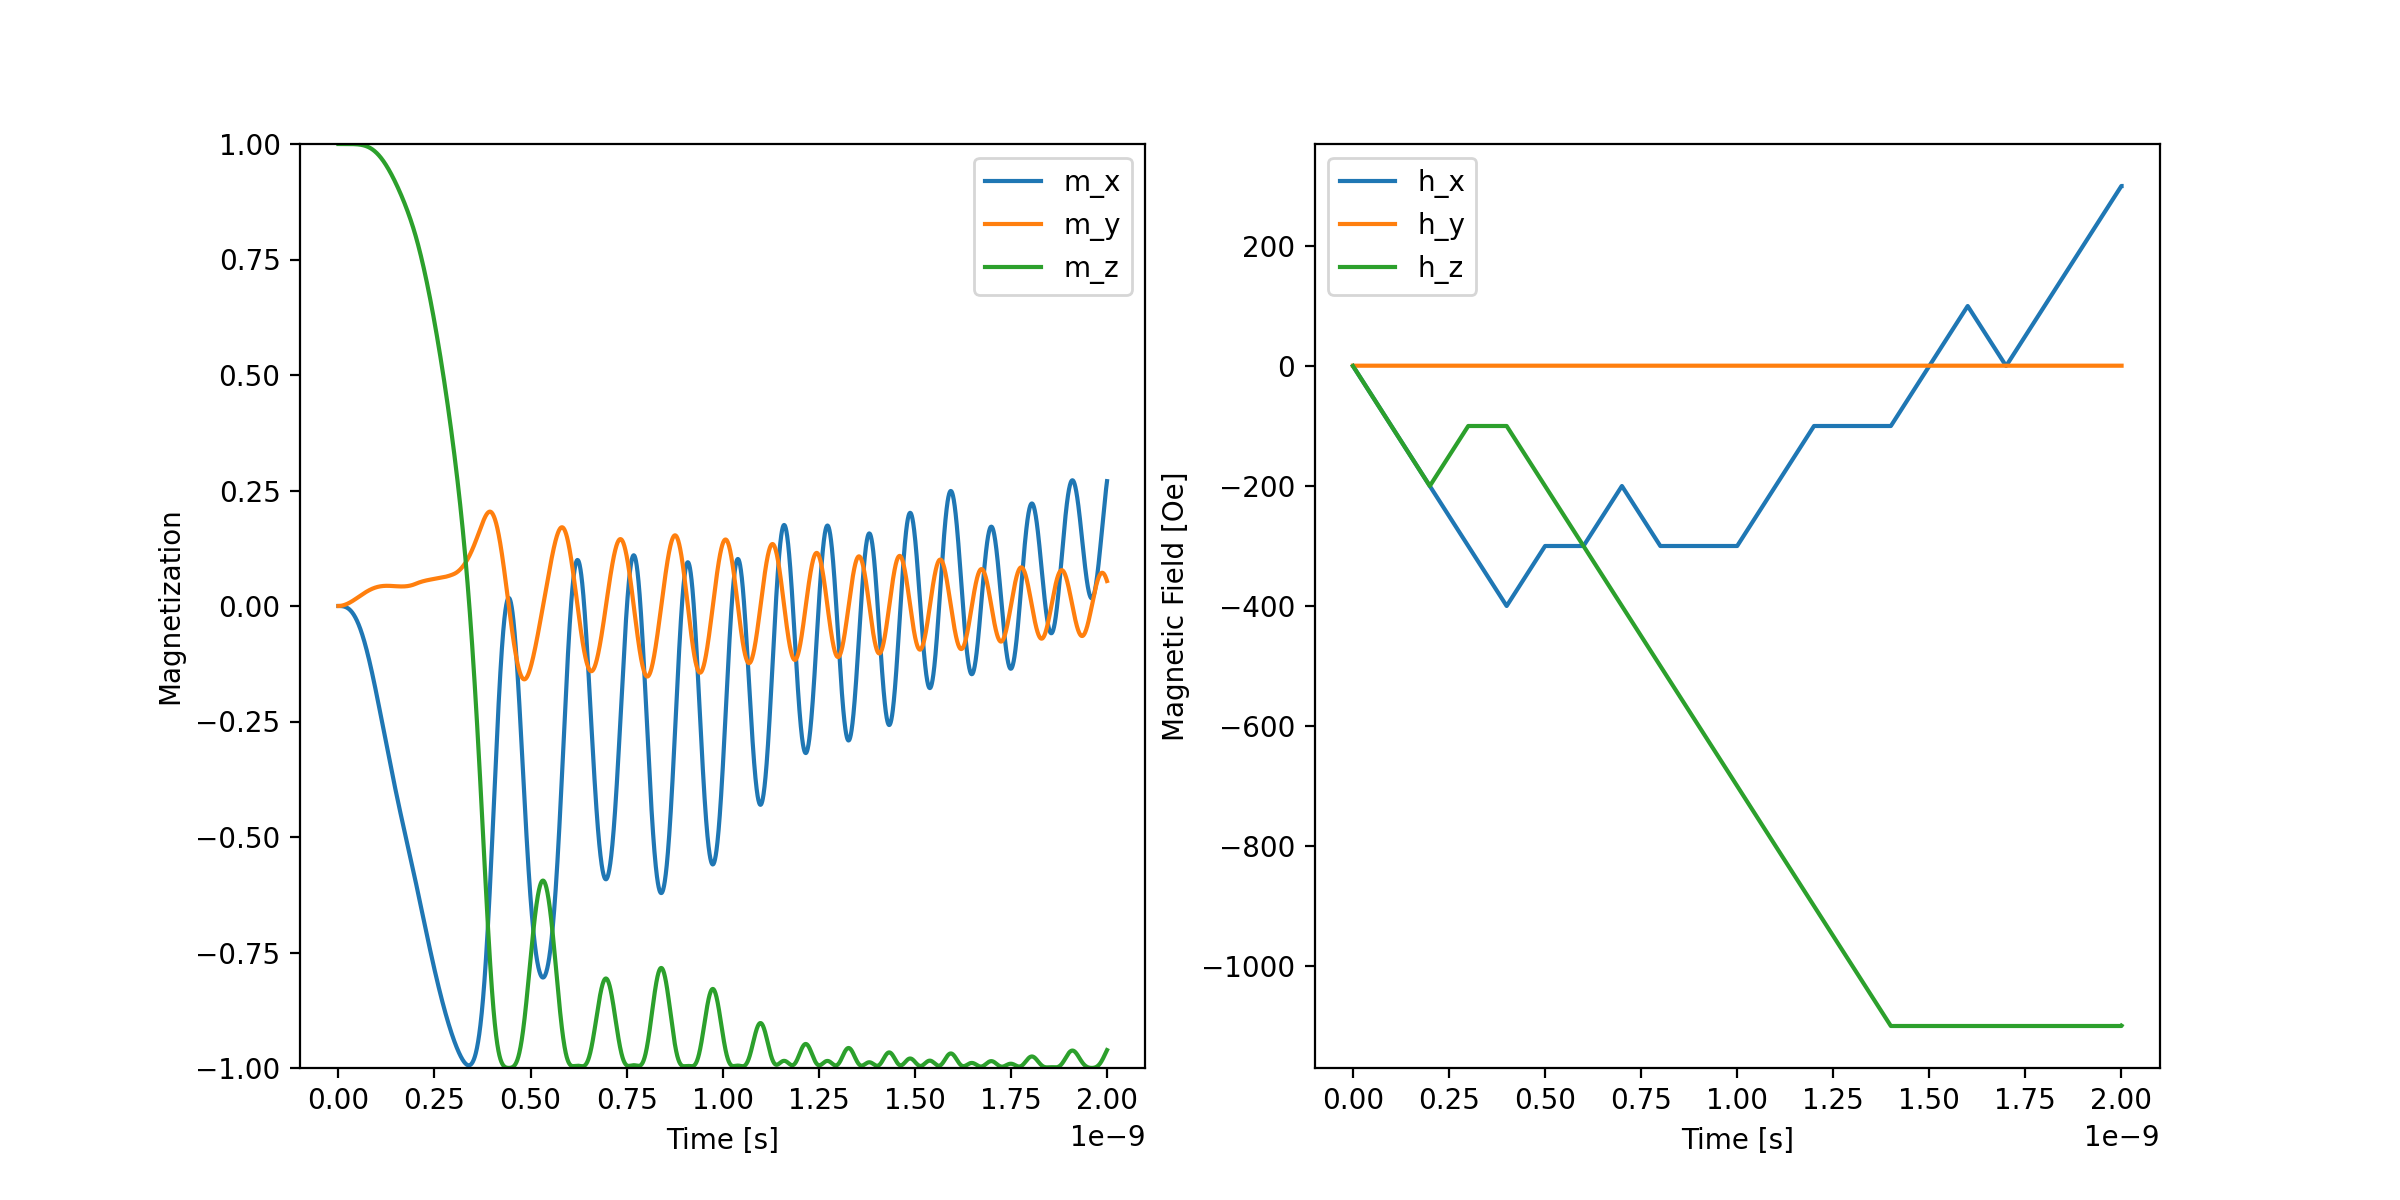 Magnetization
1.00
0.75
0.50
0.25
0.00
−0.25
−0.50
−0.75
−1.00
m_x
m_y
m_z
0.00 0.25 0.50 0.75 1.00 1.25 1.50 1.75 2.00
Time [s]
1e−9
Magnetic Field [Oe]
200
0
−200
−400
−600
−800
−1000
h_x
h_y
h_z
0.00 0.25 0.50 0.75 1.00 1.25 1.50 1.75 2.00
Time [s]
1e−9